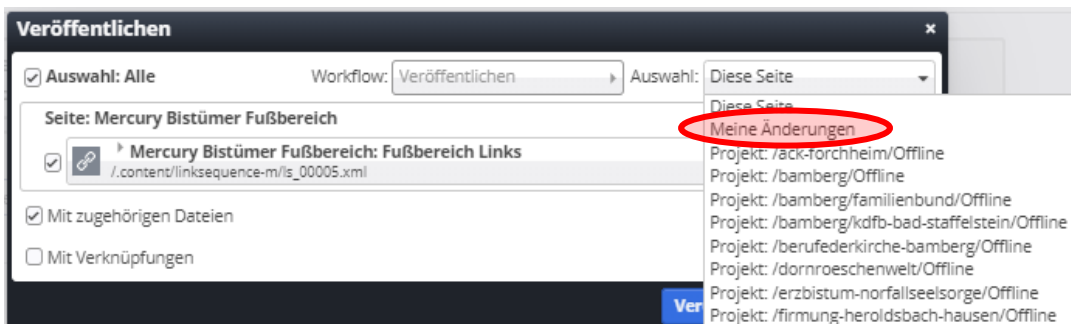 Veröffentlichen ×
Auswahl: Alle Workflow: Veröffentlichen Auswahl: Diese Seite
Seite: Mercury Bistümer Fußbereich
Mercury Bistümer Fußbereich: Fußbereich Links
/.content/linksequence-m/ls_00005.xml
Mit zugehörigen Dateien
Mit Verknüpfungen
Ver
Diese Seite
Meine Änderungen
Projekt: /ack-forchheim/Offline
Projekt: /bamberg/Offline
Projekt: /bamberg/familienbund/Offline
Projekt: /bamberg/kdfb-bad-staffelstein/Offline
Projekt: /berufederkirche-bamberg/Offline
Projekt: /dornroeschenwelt/Offline
Projekt: /erzbistum-norfallseelsorge/Offline
Projekt: /firmung-heroldsbach-hausen/Offline